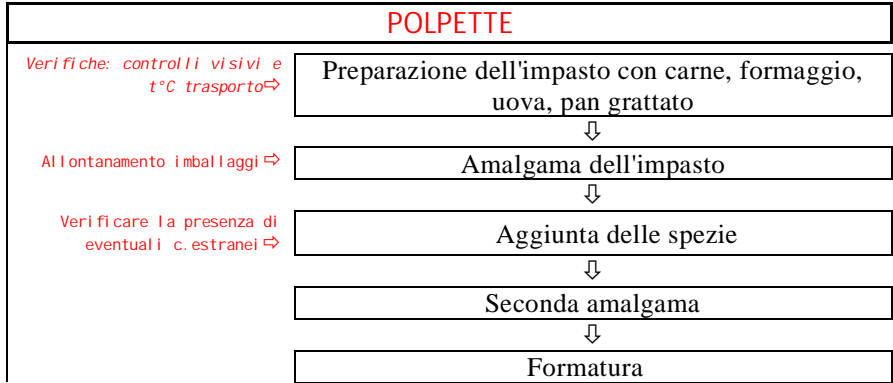 POLPETTE
Verifiche: controlli visivi e
t°C trasporto⇨
Preparazione dell'impasto con carne, formaggio,
uova, pan grattato
⇩
Allontanamento imballaggi⇨
Amalgama dell'impasto
⇩
Verificare la presenza di
eventuali c.estranei⇨
Aggiunta delle spezie
⇩
Seconda amalgama
⇩
Formatura